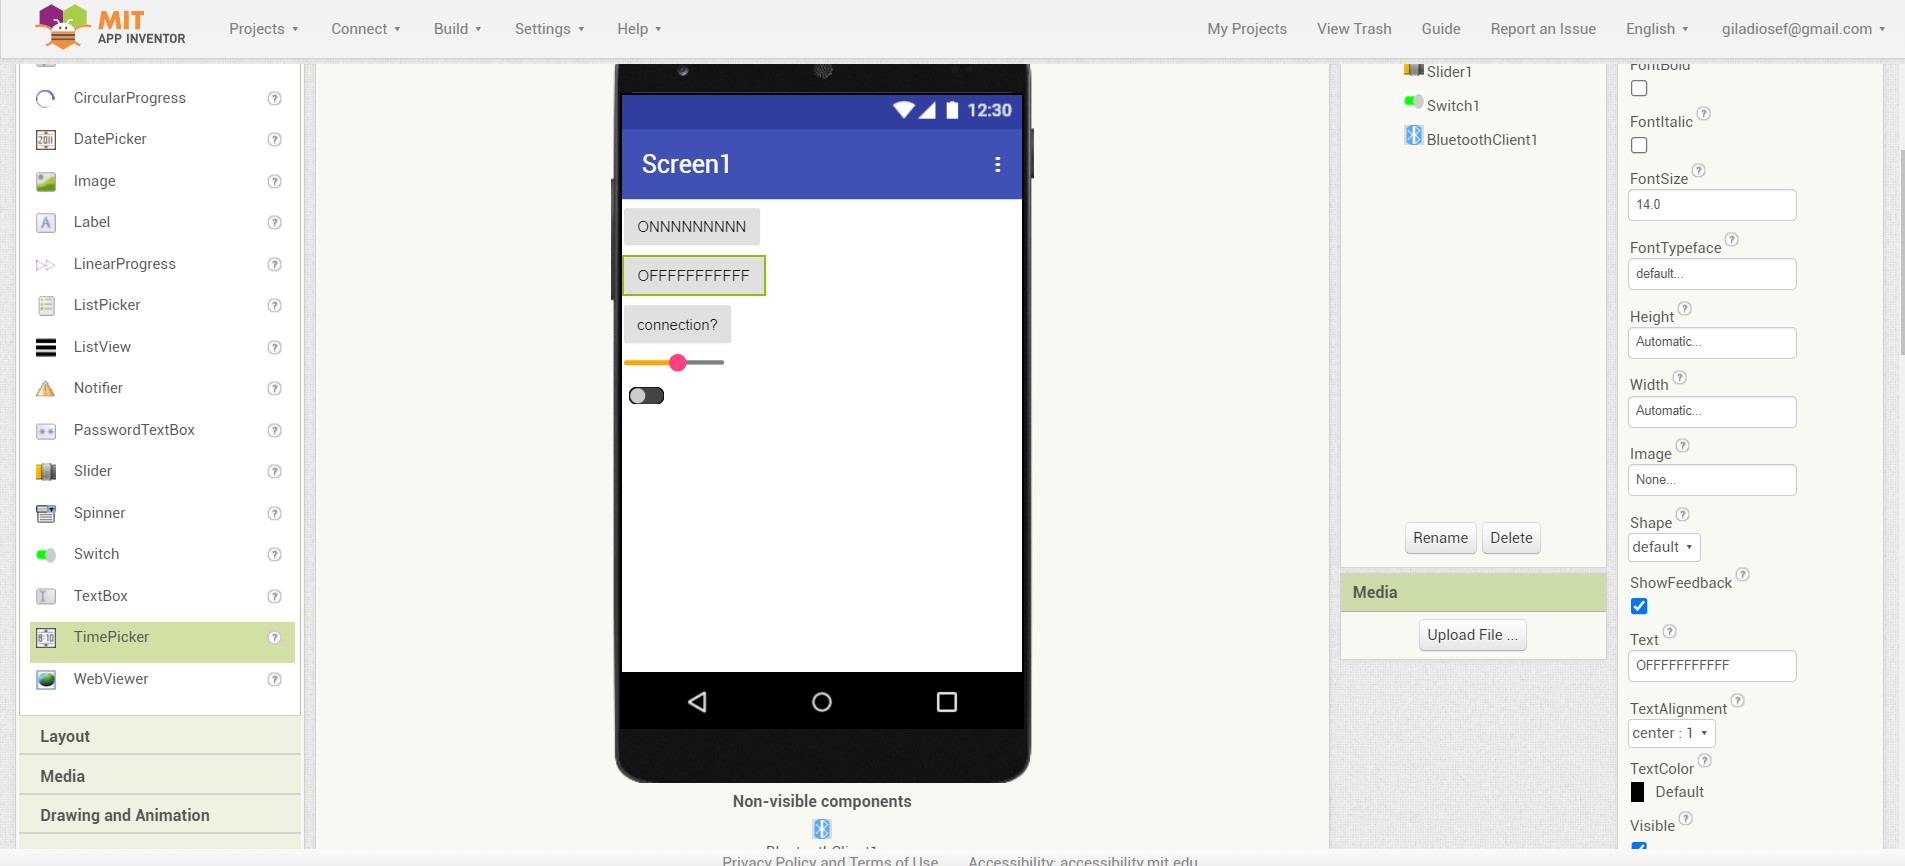 MIT
APP INVENTOR
Projects
Connect
Build
Settings
Help
My Projects
View Trash
Guide
Report an Issue
English
giladiosef@gmail.com
CircularProgress
DatePicker
Image
Label
LinearProgress
ListPicker
ListView
Notifier
PasswordTextBox
Slider
Spinner
Switch
TextBox
TimePicker
WebViewer
Layout
Media
Drawing and Animation
12:30
Screen1
ONNNNNNNNN
OFFFFFFFFFFF
connection?
Non-visible components
BluetoothClient1
Slider1
Switch1
BluetoothClient1
Rename
Delete
Media
Upload File ...
FontBold
FontItalic
FontSize
14.0
FontTypeface
default...
Height
Automatic...
Width
Automatic...
Image
None...
Shape
default
ShowFeedback
Text
OFFFFFFFFFFF
TextAlignment
center : 1
TextColor
Default
Visible
Privacy Policy and Terms of Use
Accessibility: accessibility.mit.edu